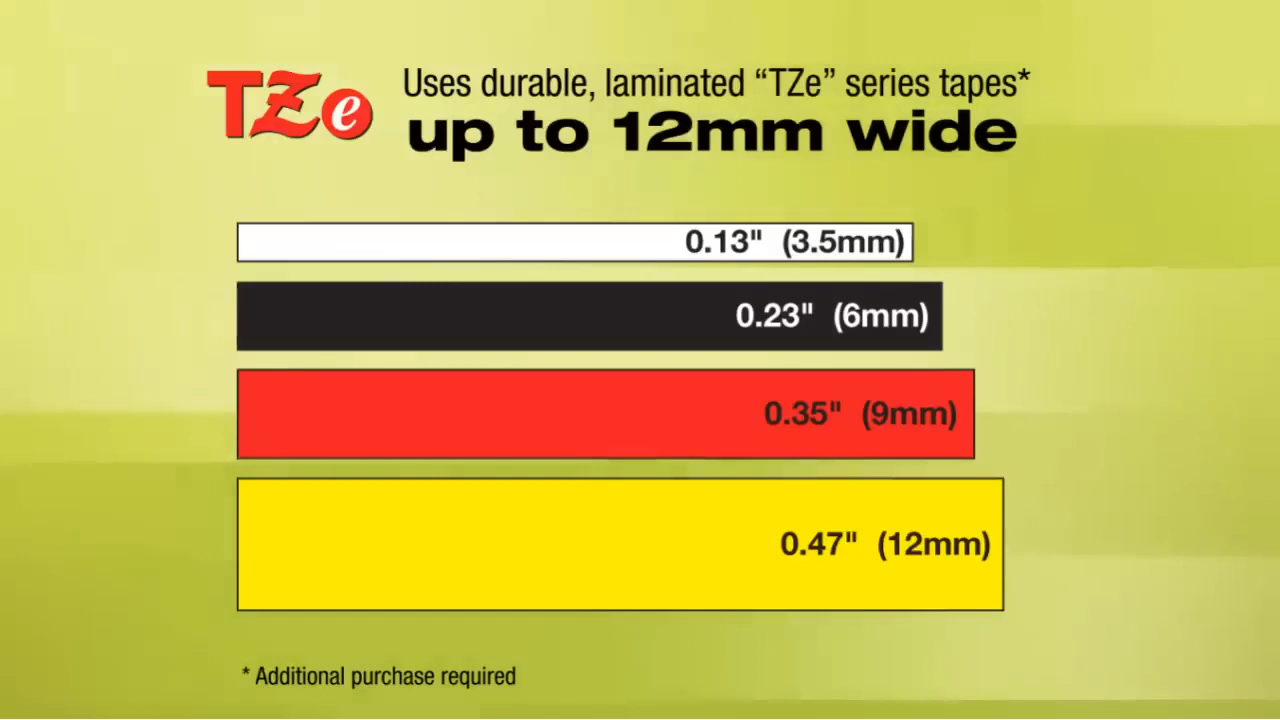 TZe
Uses durable, laminated “TZe” series tapes*
up to 12mm wide
0.13" (3.5mm)
0.23" (6mm)
0.35" (9mm)
0.47" (12mm)
* Additional purchase required